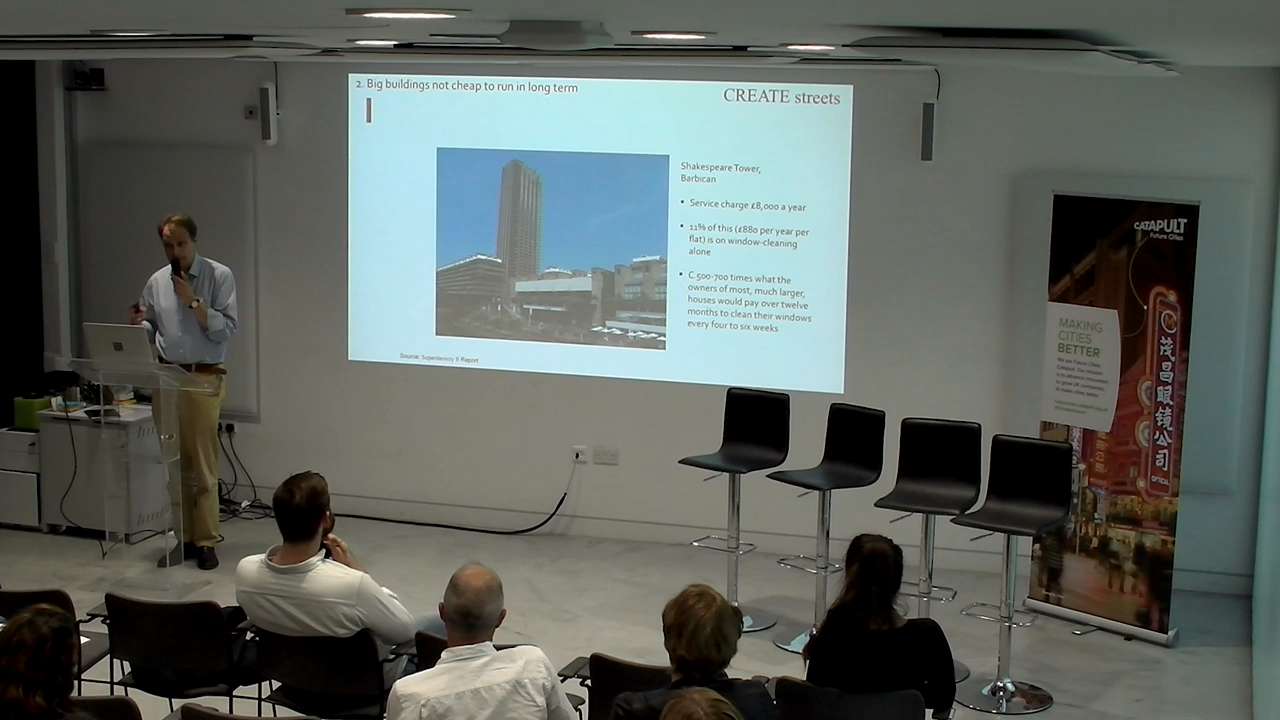 2. Big buildings not cheap to run in long term
CREATE streets
Shakespeare Tower,
Barbican
▪ Service charge £8,000 a year
▪ 11% of this (£880 per year per
flat) is on window-cleaning
alone
▪ C 500-700 times what the
owners of most, much larger,
houses would pay over twelve
months to clean their windows
every four to six weeks
Source: Superdensity II Report
CATAPULT
Future Cities
MAKING
CITIES
BETTER
茂昌眼镜公司
OPTICAL